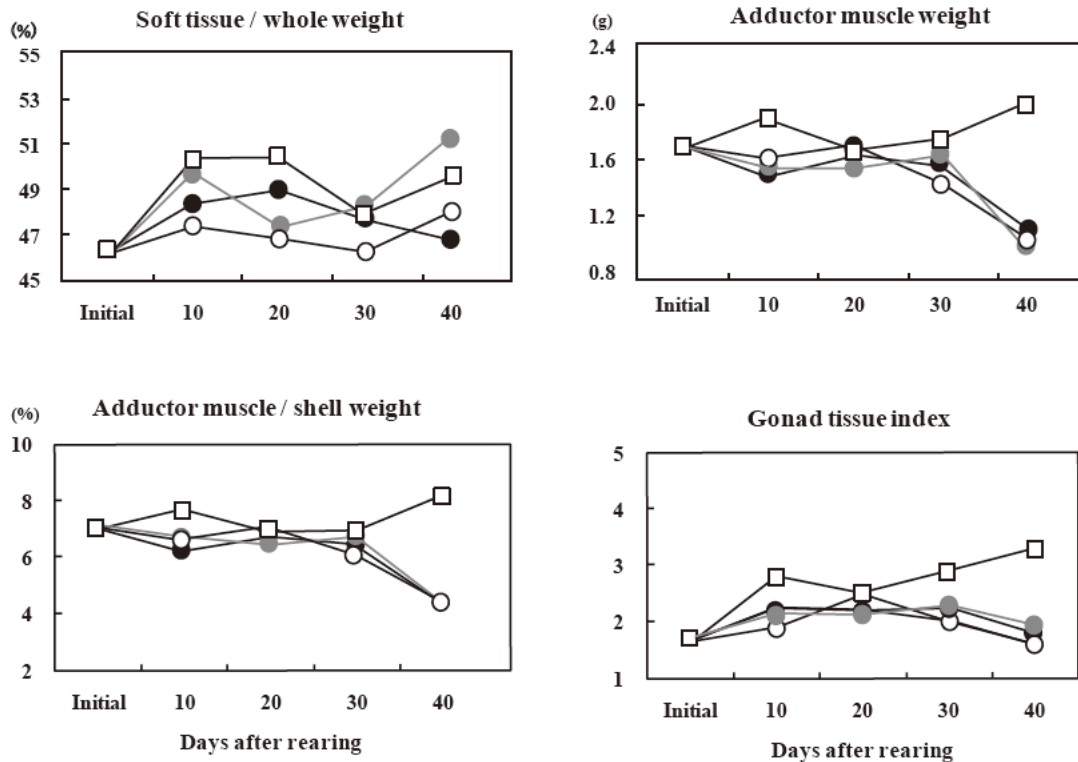 Soft tissue / whole weight
(%)
55
53
51
49
47
45
Initial 10 20 30 40
Adductor muscle weight
(g)
2.4
2.0
1.6
1.2
0.8
Initial 10 20 30 40
Adductor muscle / shell weight
(%)
10
8
6
4
2
Initial 10 20 30 40
Days after rearing
Gonad tissue index
5
4
3
2
1
Initial 10 20 30 40
Days after rearing